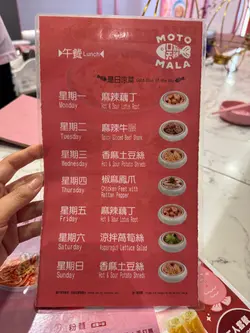 午餐 Lunch
MOTO
MALA
星期一
Monday
麻辣藕丁
Hot & Sour Lotus Root
星期二
Tuesday
麻辣牛𦟌
Spicy Sliced Beef Shank
星期三
Wednesday
香麻土豆絲
Hot & Sour Potato Shreds
星期四
Thursday
椒麻鳳爪
Chicken Feet with
Rattan Pepper
星期五
Friday
麻辣藕丁
Hot & Sour Lotus Root
星期六
Saturday
涼拌萵筍絲
Asparagus Lettuce Salad
星期日
Sunday
香麻土豆絲
Hot & Sour Potato Shreds
粉麵